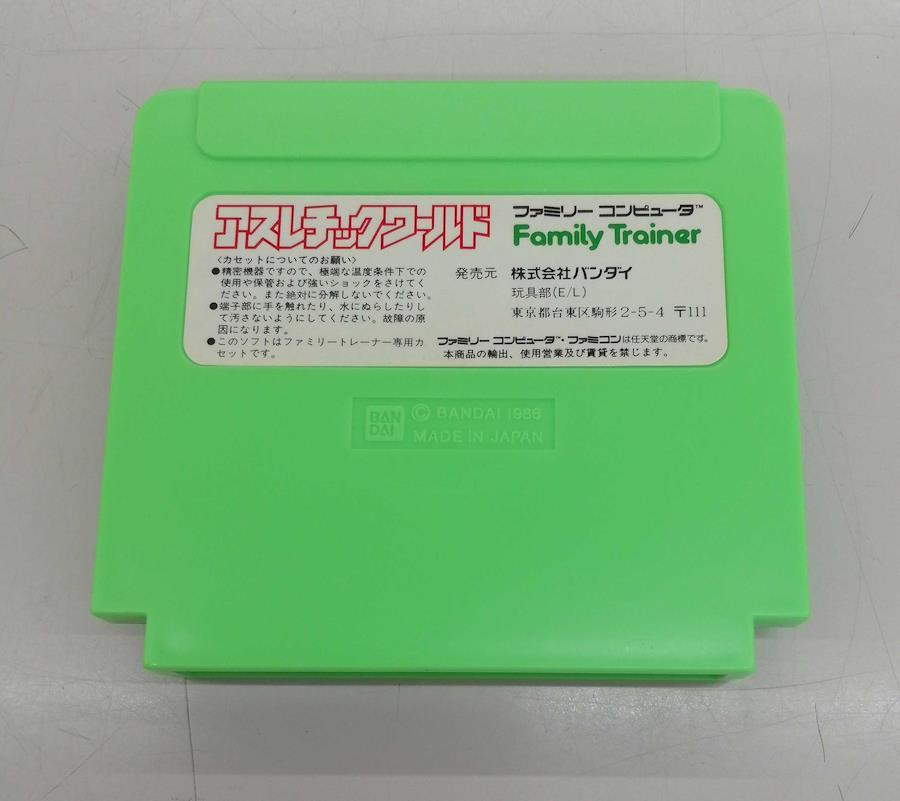 アスレチックワールド
〈カセットについてのお願い〉
●精密機器ですので、極端な温度条件下での
使用や保管および強いショックをさけてく
ださい。また絶対に分解しないでください。
●端子部に手を触れたり、水にぬらしたりし
て汚さないようにしてください。故障の原
因になります。
●このソフトはファミリートレーナー専用カ
セットです。
ファミリー コンピュータ™
Family Trainer
発売元 株式会社バンダイ
玩具部(E/L)
東京都台東区駒形2-5-4 〒111
ファミリー コンピュータ™・ファミコンは任天堂の商標です。
本商品の輸出、使用営業及び賃貸を禁じます。
BAN
DAI
© BANDAI 1986
MADE IN JAPAN